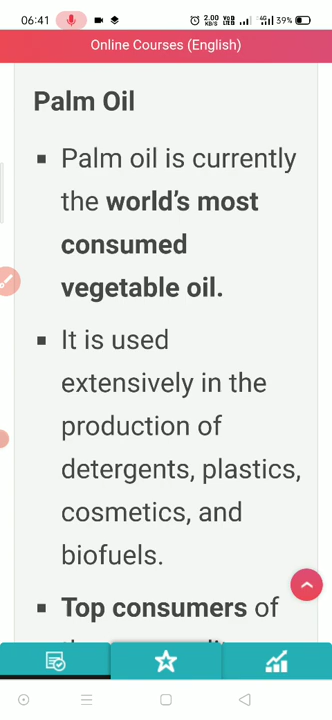 06:41
2.00 KB/S
4G
39%
Online Courses (English)
Palm Oil
▪ Palm oil is currently
the world’s most
consumed
vegetable oil.
▪ It is used
extensively in the
production of
detergents, plastics,
cosmetics, and
biofuels.
▪ Top consumers of